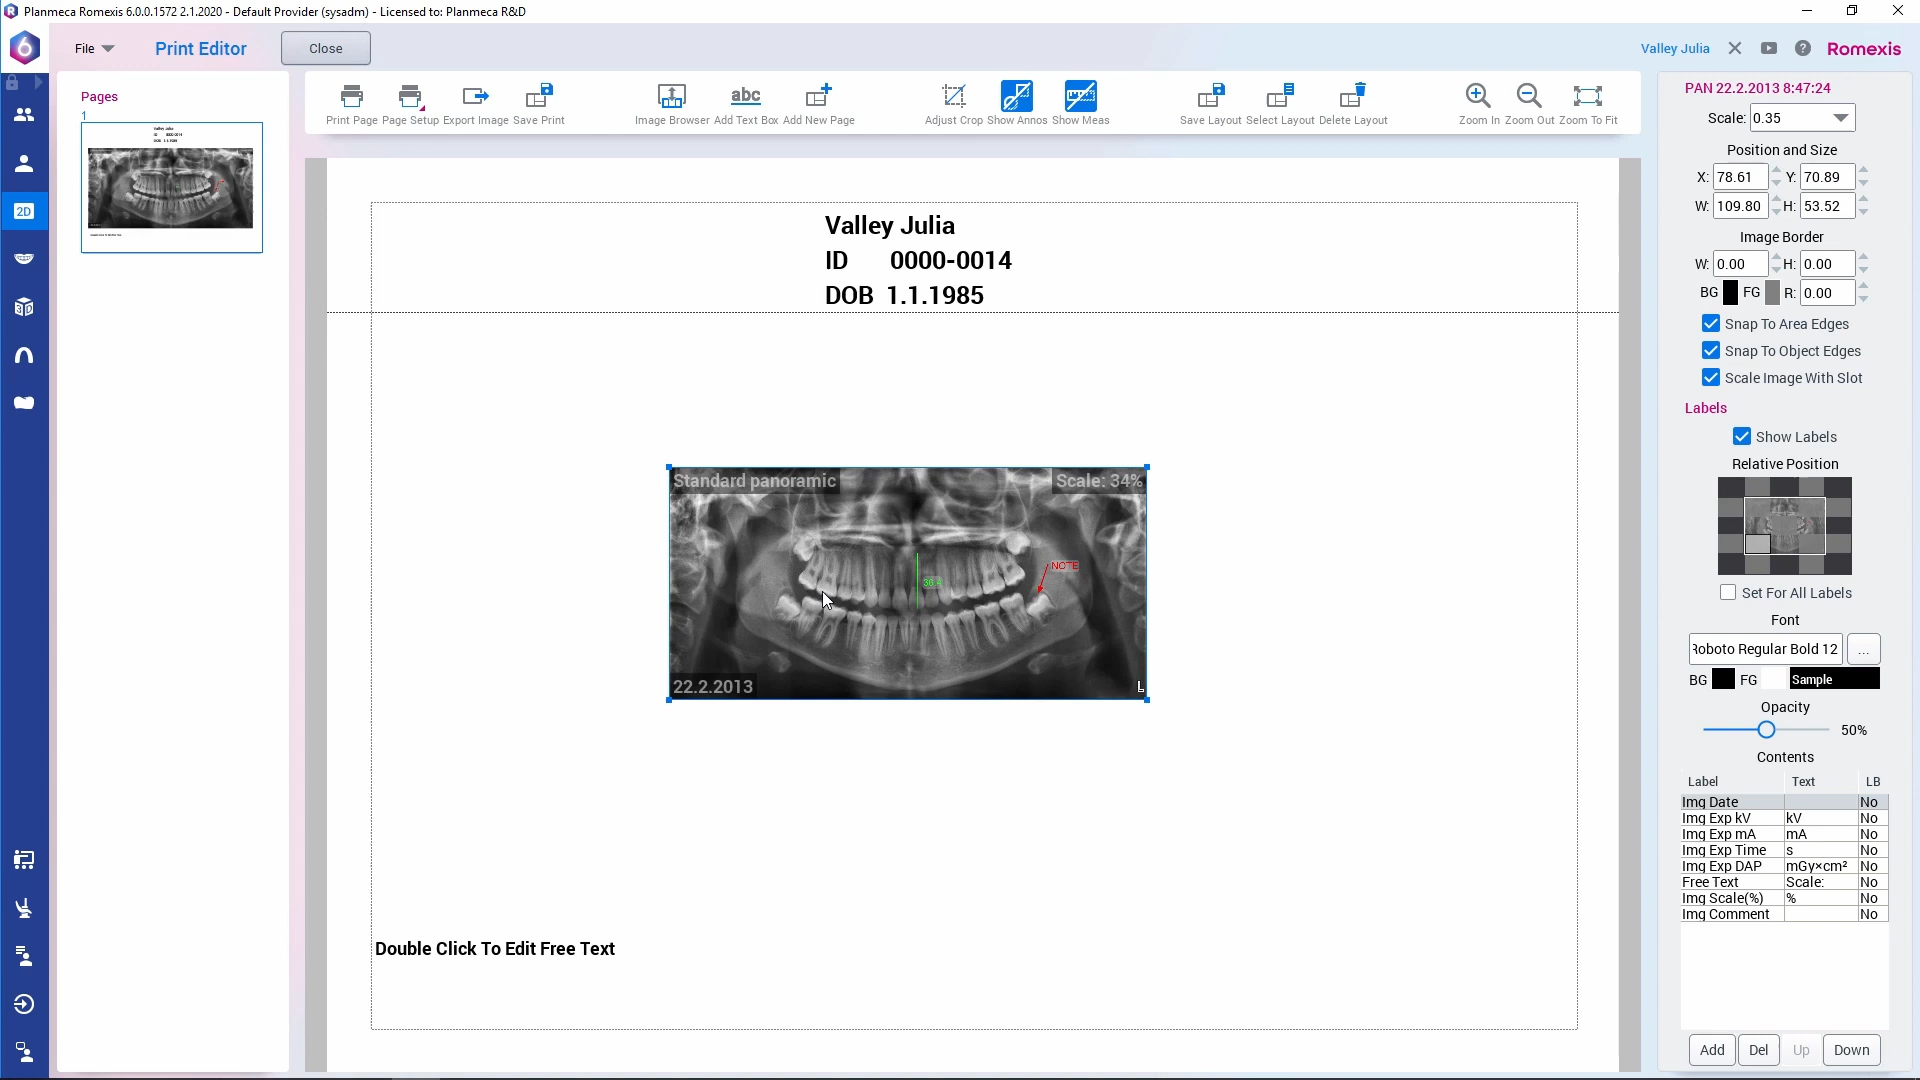 Planmeca Romexis 6.0.0.1572 2.1.2020 - Default Provider (sysadm) - Licensed to: Planmeca R&D
6 File Print Editor Close Valley Julia Romexis
Pages
1
Print Page Page Setup Export Image Save Print Image Browser abc Add Text Box Add New Page Adjust Crop Show Annos Show Meas Save Layout Select Layout Delete Layout Zoom In Zoom Out Zoom To Fit
2D
3D
Valley Julia
ID 0000-0014
DOB 1.1.1985
Standard panoramic Scale: 34%
NOTE
22.2.2013 L
Double Click To Edit Free Text
PAN 22.2.2013 8:47:24
Scale: 0.35
Position and Size
X: 78.61 Y: 70.89
W: 109.80 H: 53.52
Image Border
W: 0.00 H: 0.00
BG FG R: 0.00
Snap To Area Edges
Snap To Object Edges
Scale Image With Slot
Labels
Show Labels
Relative Position
Set For All Labels
Font
Roboto Regular Bold 12 ...
BG FG Sample
Opacity
50%
Contents
Label Text LB
Img Date No
Img Exp kV kV No
Img Exp mA mA No
Img Exp Time s No
Img Exp DAP mGy×cm² No
Free Text Scale: No
Img Scale(%) % No
Img Comment No
Add Del Up Down